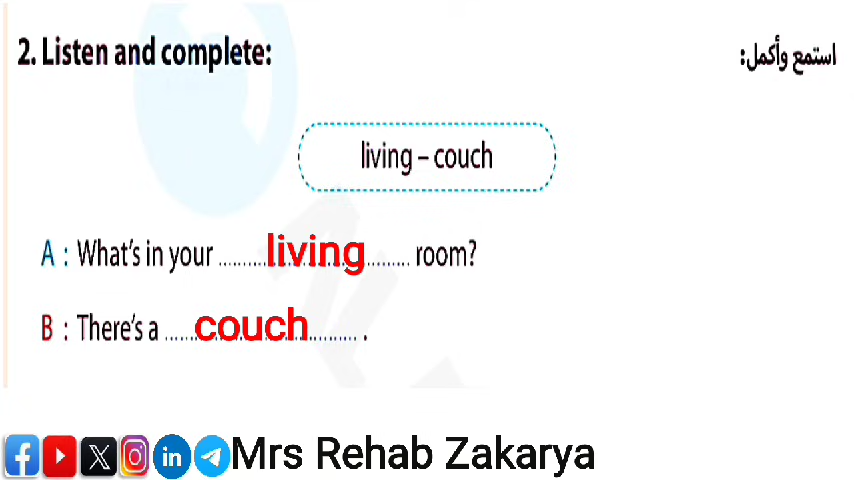 2. Listen and complete: استمع وأكمل:
living – couch
A : What's in your ........living........ room?
B : There's a ......couch........ .
Mrs Rehab Zakarya